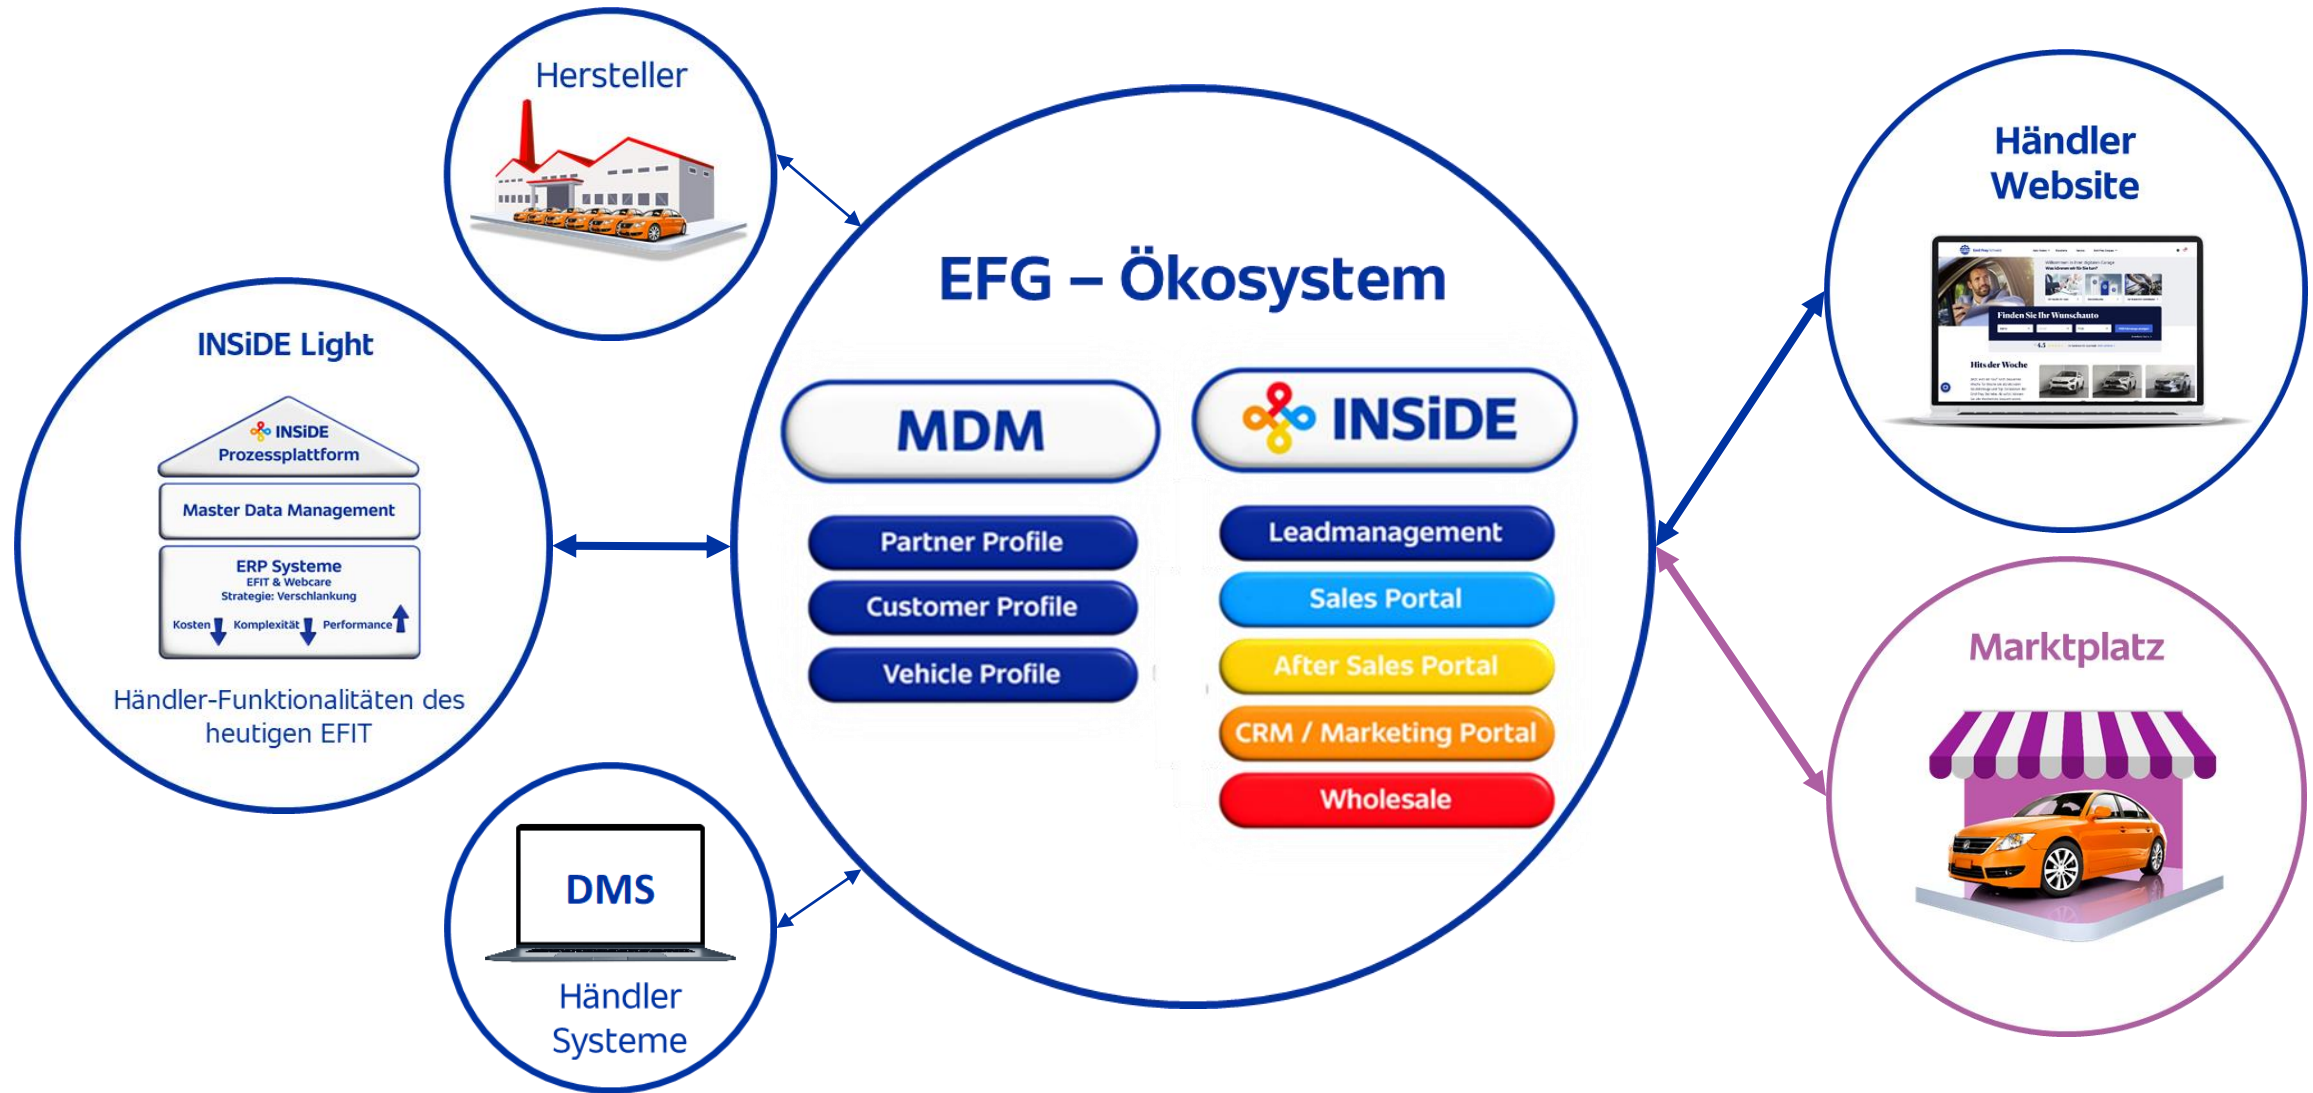 Hersteller
INSiDE Light
INSiDE
Prozessplattform
Master Data Management
ERP Systeme
EFIT & Webcare
Strategie: Verschlankung
Kosten Komplexität Performance
Händler-Funktionalitäten des
heutigen EFIT
DMS
Händler
Systeme
EFG – Ökosystem
MDM
Partner Profile
Customer Profile
Vehicle Profile
INSiDE
Leadmanagement
Sales Portal
After Sales Portal
CRM / Marketing Portal
Wholesale
Händler
Website
Finden Sie Ihr Wunschauto
4.5
Hits der Woche
Marktplatz